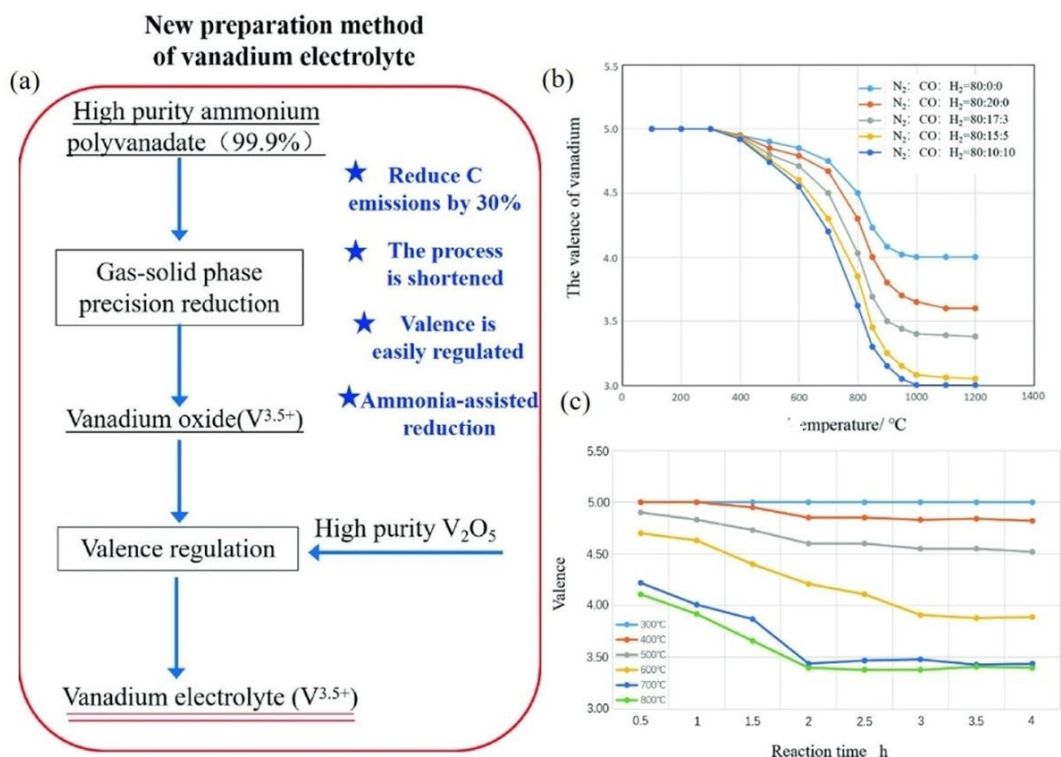 New preparation method
of vanadium electrolyte
(a)
High purity ammonium
polyvanadate（99.9%）
Gas-solid phase
precision reduction
Vanadium oxide(V3.5+)
Valence regulation
High purity V2O5
Vanadium electrolyte (V3.5+)
★ Reduce C
emissions by 30%
★ The process
is shortened
★ Valence is
easily regulated
★ Ammonia-assisted
reduction
(b)
The valence of vanadium
5.5
5.0
4.5
4.0
3.5
3.0
0 200 400 600 800 1000 1200 1400
emperature/ °C
N2: CO: H2=80:0:0
N2: CO: H2=80:20:0
N2: CO: H2=80:17:3
N2: CO: H2=80:15:5
N2: CO: H2=80:10:10
(c)
Valence
5.50
5.00
4.50
4.00
3.50
3.00
300℃
400℃
500℃
600℃
700℃
800℃
0.5 1 1.5 2 2.5 3 3.5 4
Reaction time h